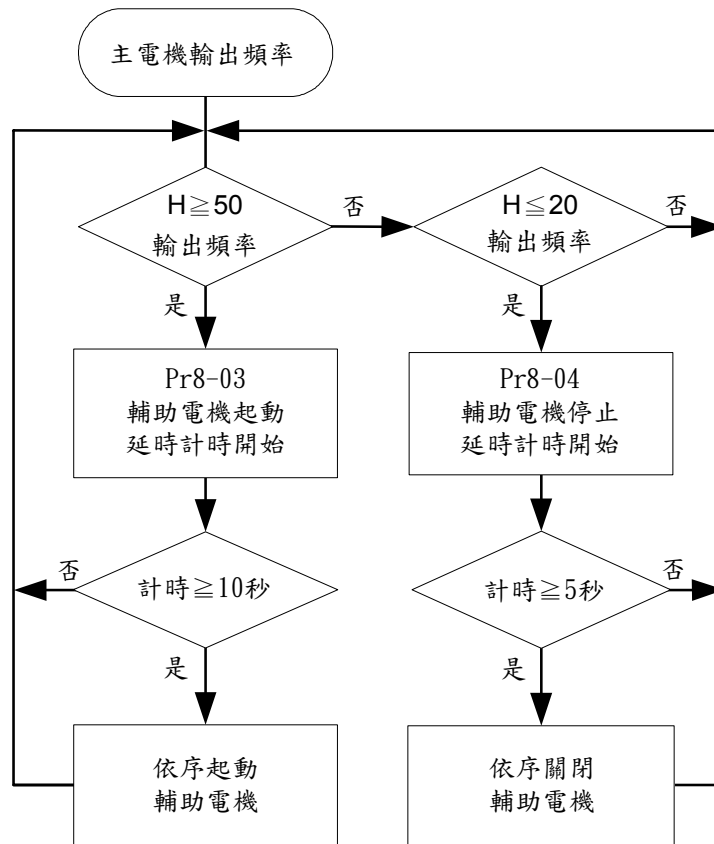 主電機輸出頻率
H≧50
輸出頻率
否
H≦20
輸出頻率
否
是
是
Pr8-03
輔助電機起動
延時計時開始
Pr8-04
輔助電機停止
延時計時開始
否
計時≧10秒
計時≧5秒
否
是
是
依序起動
輔助電機
依序關閉
輔助電機